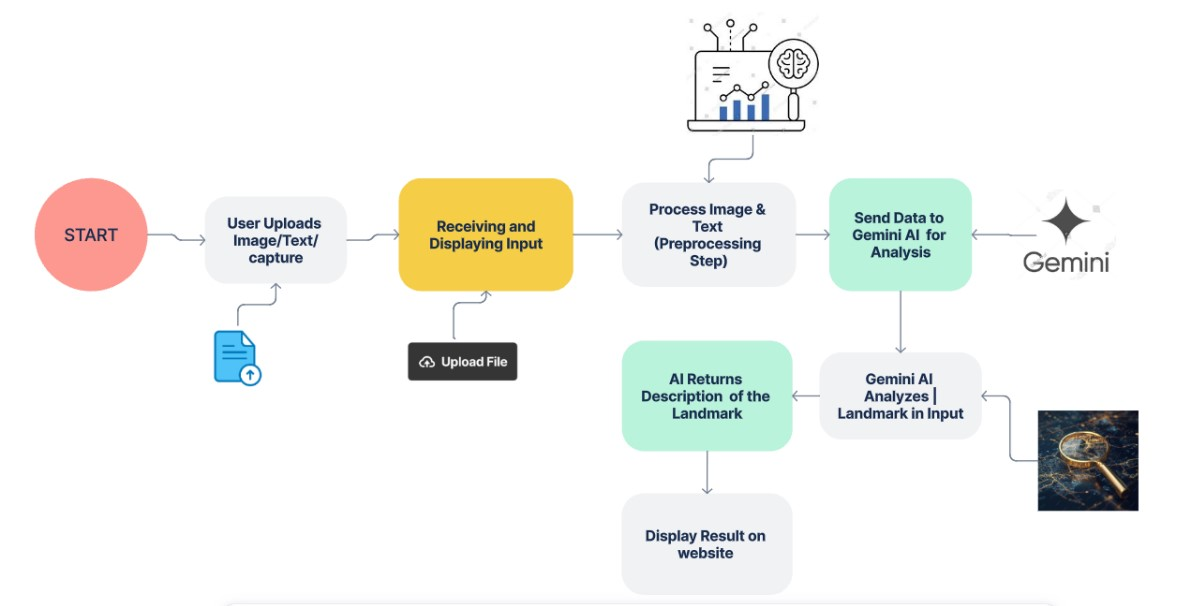 START
User Uploads
Image/Text/
capture
Receiving and
Displaying Input
Process Image &
Text
(Preprocessing
Step)
Send Data to
Gemini AI for
Analysis
Gemini
Upload File
AI Returns
Description of the
Landmark
Gemini AI
Analyzes |
Landmark in Input
Display Result on
website